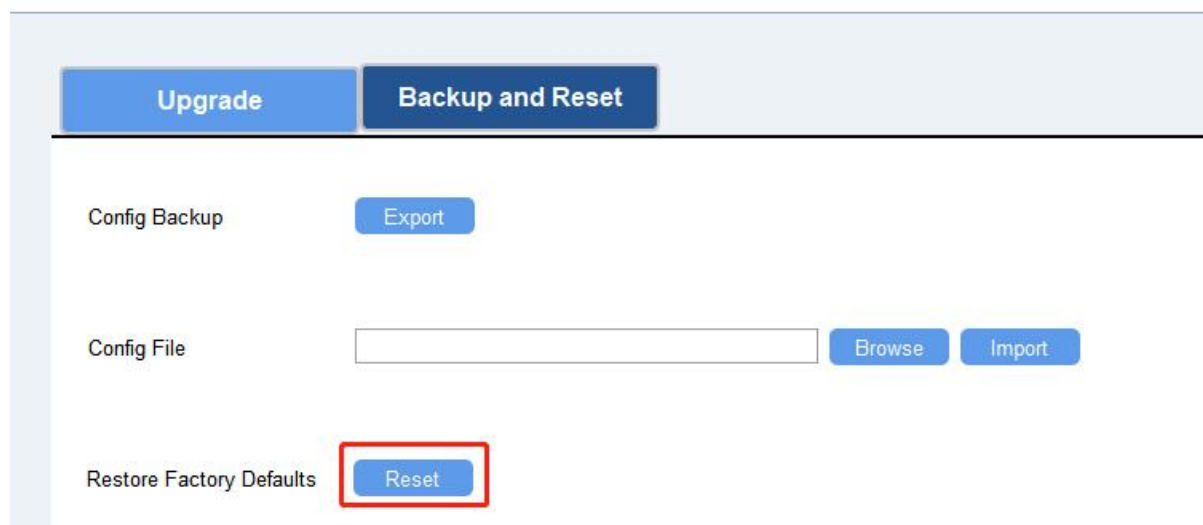 Upgrade Backup and Reset
Config Backup Export
Config File Browse Import
Restore Factory Defaults Reset